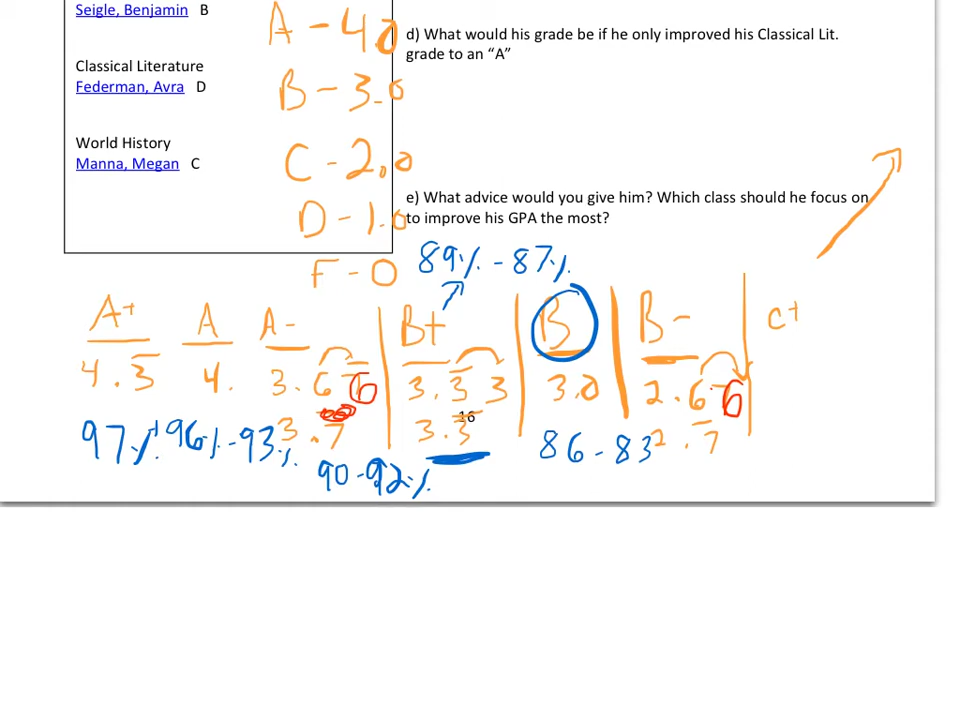 Seigle, Benjamin B
Classical Literature
Federman, Avra D
World History
Manna, Megan C
A - 4.0
B - 3.0
C - 2.0
D - 1.0
F - 0
d) What would his grade be if he only improved his Classical Lit.
grade to an “A”
e) What advice would you give him? Which class should he focus on
to improve his GPA the most?
89% - 87%
A+ A A- B+ B B- C+
4.3 4. 3.66 3.33 3.0 2.66
3.7 3.3 2.7
16
97%+ 96% - 93% 90 - 92% 86 - 83